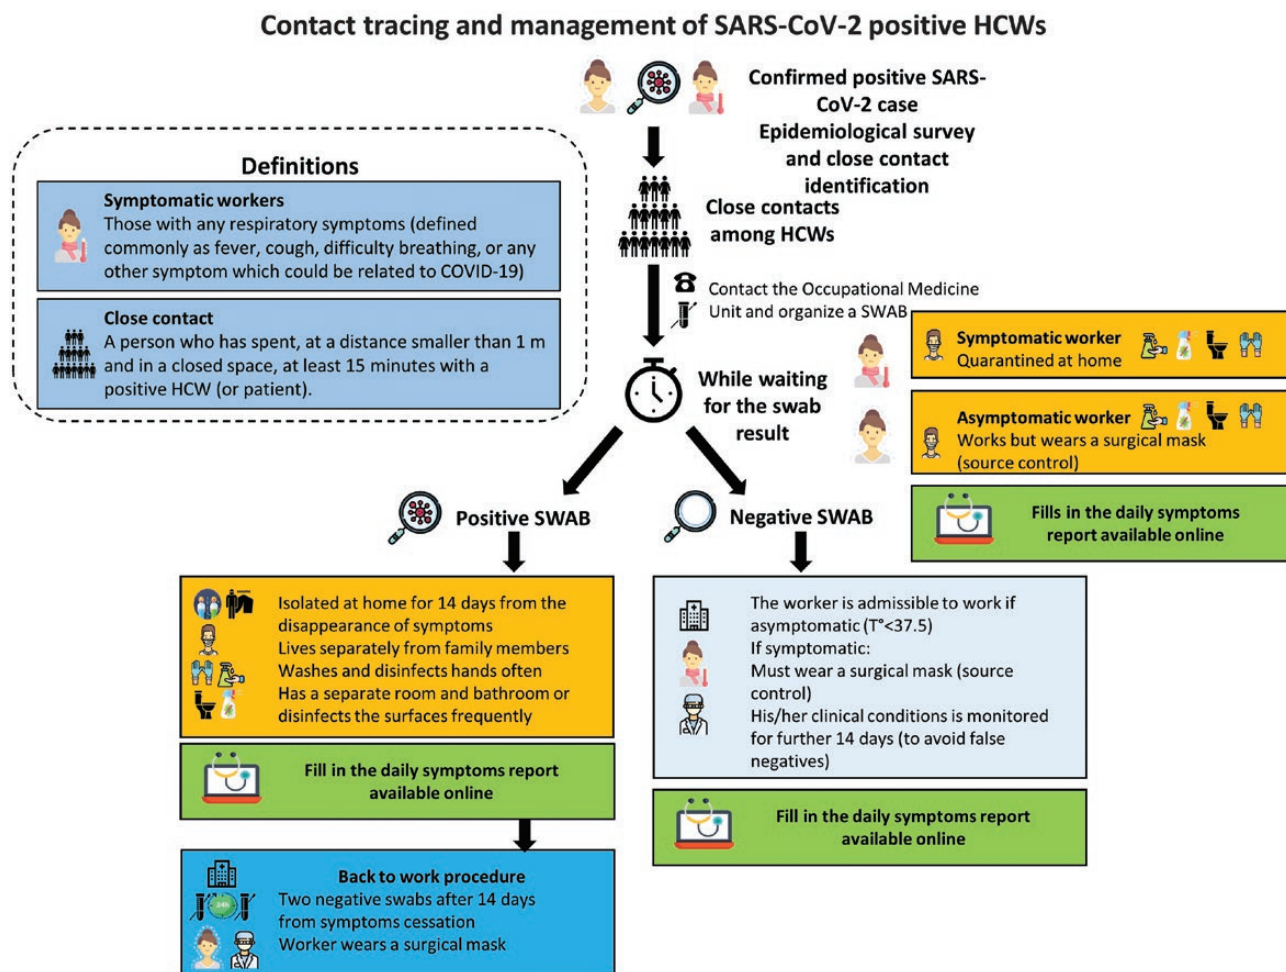 Contact tracing and management of SARS-CoV-2 positive HCWs
Confirmed positive SARS-
CoV-2 case
Epidemiological survey
and close contact
identification
Definitions
Symptomatic workers
Those with any respiratory symptoms (defined
commonly as fever, cough, difficulty breathing, or any
other symptom which could be related to COVID-19)
Close contact
A person who has spent, at a distance smaller than 1 m
and in a closed space, at least 15 minutes with a
positive HCW (or patient).
Close contacts
among HCWs
Contact the Occupational Medicine
Unit and organize a SWAB
While waiting
for the swab
result
Symptomatic worker
Quarantined at home
Asymptomatic worker
Works but wears a surgical mask
(source control)
Fills in the daily symptoms
report available online
Positive SWAB
Negative SWAB
Isolated at home for 14 days from the
disappearance of symptoms
Lives separately from family members
Washes and disinfects hands often
Has a separate room and bathroom or
disinfects the surfaces frequently
Fill in the daily symptoms report
available online
Back to work procedure
24h
Two negative swabs after 14 days
from symptoms cessation
Worker wears a surgical mask
The worker is admissible to work if
asymptomatic (T°<37.5)
If symptomatic:
Must wear a surgical mask (source
control)
His/her clinical conditions is monitored
for further 14 days (to avoid false
negatives)
Fill in the daily symptoms report
available online